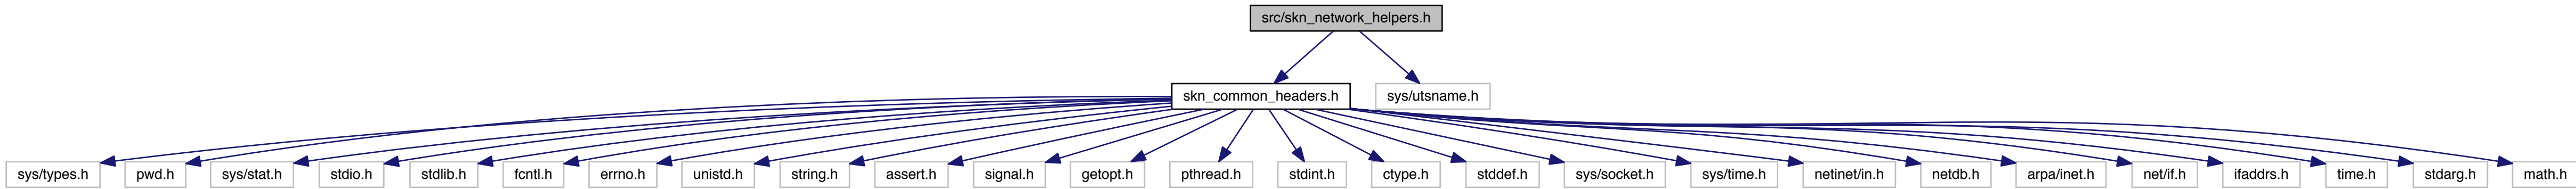 src/skn_network_helpers.h
skn_common_headers.h
sys/utsname.h
sys/types.h
pwd.h
sys/stat.h
stdio.h
stdlib.h
fcntl.h
errno.h
unistd.h
string.h
assert.h
signal.h
getopt.h
pthread.h
stdint.h
ctype.h
stddef.h
sys/socket.h
sys/time.h
netinet/in.h
netdb.h
arpa/inet.h
net/if.h
ifaddrs.h
time.h
stdarg.h
math.h